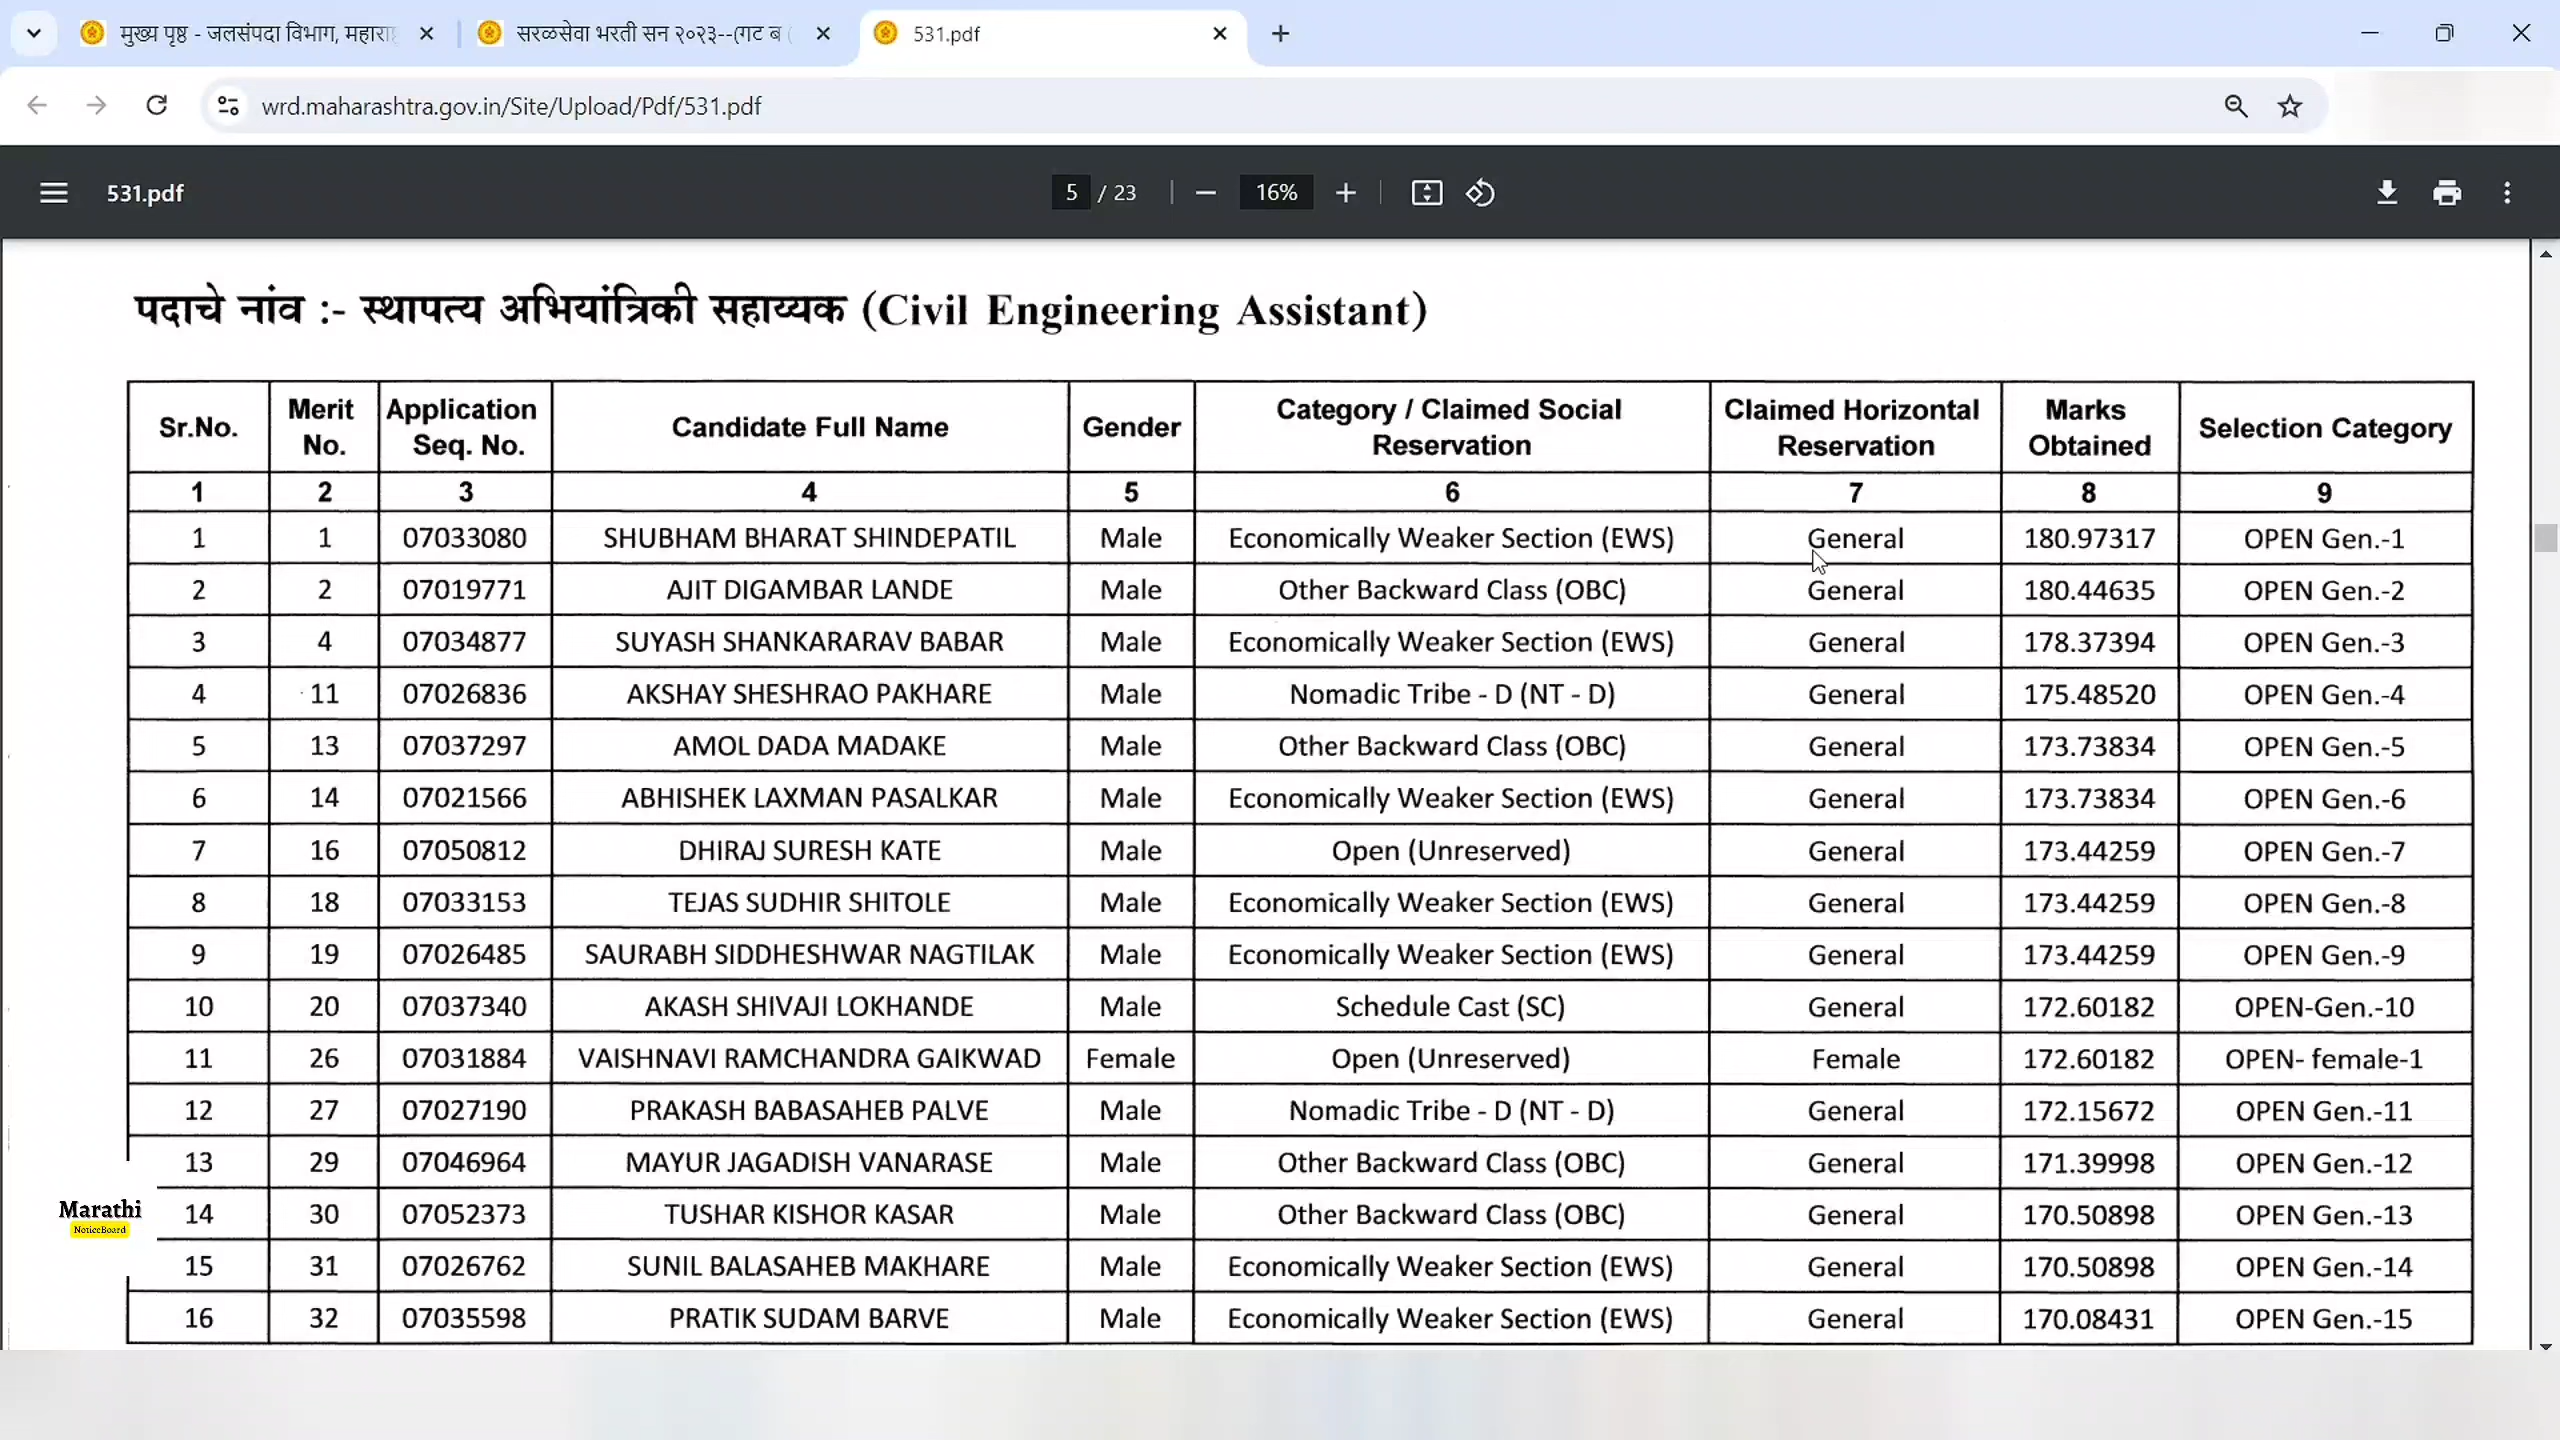 मुख्य पृष्ठ - जलसंपदा विभाग, महाराष्ट्र
सरळसेवा भरती सन २०२३--(गट ब (
531.pdf
wrd.maharashtra.gov.in/Site/Upload/Pdf/531.pdf
531.pdf
5 / 23
16%
पदाचे नांव :- स्थापत्य अभियांत्रिकी सहाय्यक (Civil Engineering Assistant)
Sr.No. Merit No. Application Seq. No. Candidate Full Name Gender Category / Claimed Social Reservation Claimed Horizontal Reservation Marks Obtained Selection Category
1 2 3 4 5 6 7 8 9
1 1 07033080 SHUBHAM BHARAT SHINDEPATIL Male Economically Weaker Section (EWS) General 180.97317 OPEN Gen.-1
2 2 07019771 AJIT DIGAMBAR LANDE Male Other Backward Class (OBC) General 180.44635 OPEN Gen.-2
3 4 07034877 SUYASH SHANKARARAV BABAR Male Economically Weaker Section (EWS) General 178.37394 OPEN Gen.-3
4 11 07026836 AKSHAY SHESHRAO PAKHARE Male Nomadic Tribe - D (NT - D) General 175.48520 OPEN Gen.-4
5 13 07037297 AMOL DADA MADAKE Male Other Backward Class (OBC) General 173.73834 OPEN Gen.-5
6 14 07021566 ABHISHEK LAXMAN PASALKAR Male Economically Weaker Section (EWS) General 173.73834 OPEN Gen.-6
7 16 07050812 DHIRAJ SURESH KATE Male Open (Unreserved) General 173.44259 OPEN Gen.-7
8 18 07033153 TEJAS SUDHIR SHITOLE Male Economically Weaker Section (EWS) General 173.44259 OPEN Gen.-8
9 19 07026485 SAURABH SIDDHESHWAR NAGTILAK Male Economically Weaker Section (EWS) General 173.44259 OPEN Gen.-9
10 20 07037340 AKASH SHIVAJI LOKHANDE Male Schedule Cast (SC) General 172.60182 OPEN-Gen.-10
11 26 07031884 VAISHNAVI RAMCHANDRA GAIKWAD Female Open (Unreserved) Female 172.60182 OPEN- female-1
12 27 07027190 PRAKASH BABASAHEB PALVE Male Nomadic Tribe - D (NT - D) General 172.15672 OPEN Gen.-11
13 29 07046964 MAYUR JAGADISH VANARASE Male Other Backward Class (OBC) General 171.39998 OPEN Gen.-12
14 30 07052373 TUSHAR KISHOR KASAR Male Other Backward Class (OBC) General 170.50898 OPEN Gen.-13
15 31 07026762 SUNIL BALASAHEB MAKHARE Male Economically Weaker Section (EWS) General 170.50898 OPEN Gen.-14
16 32 07035598 PRATIK SUDAM BARVE Male Economically Weaker Section (EWS) General 170.08431 OPEN Gen.-15
Marathi
NoticeBoard